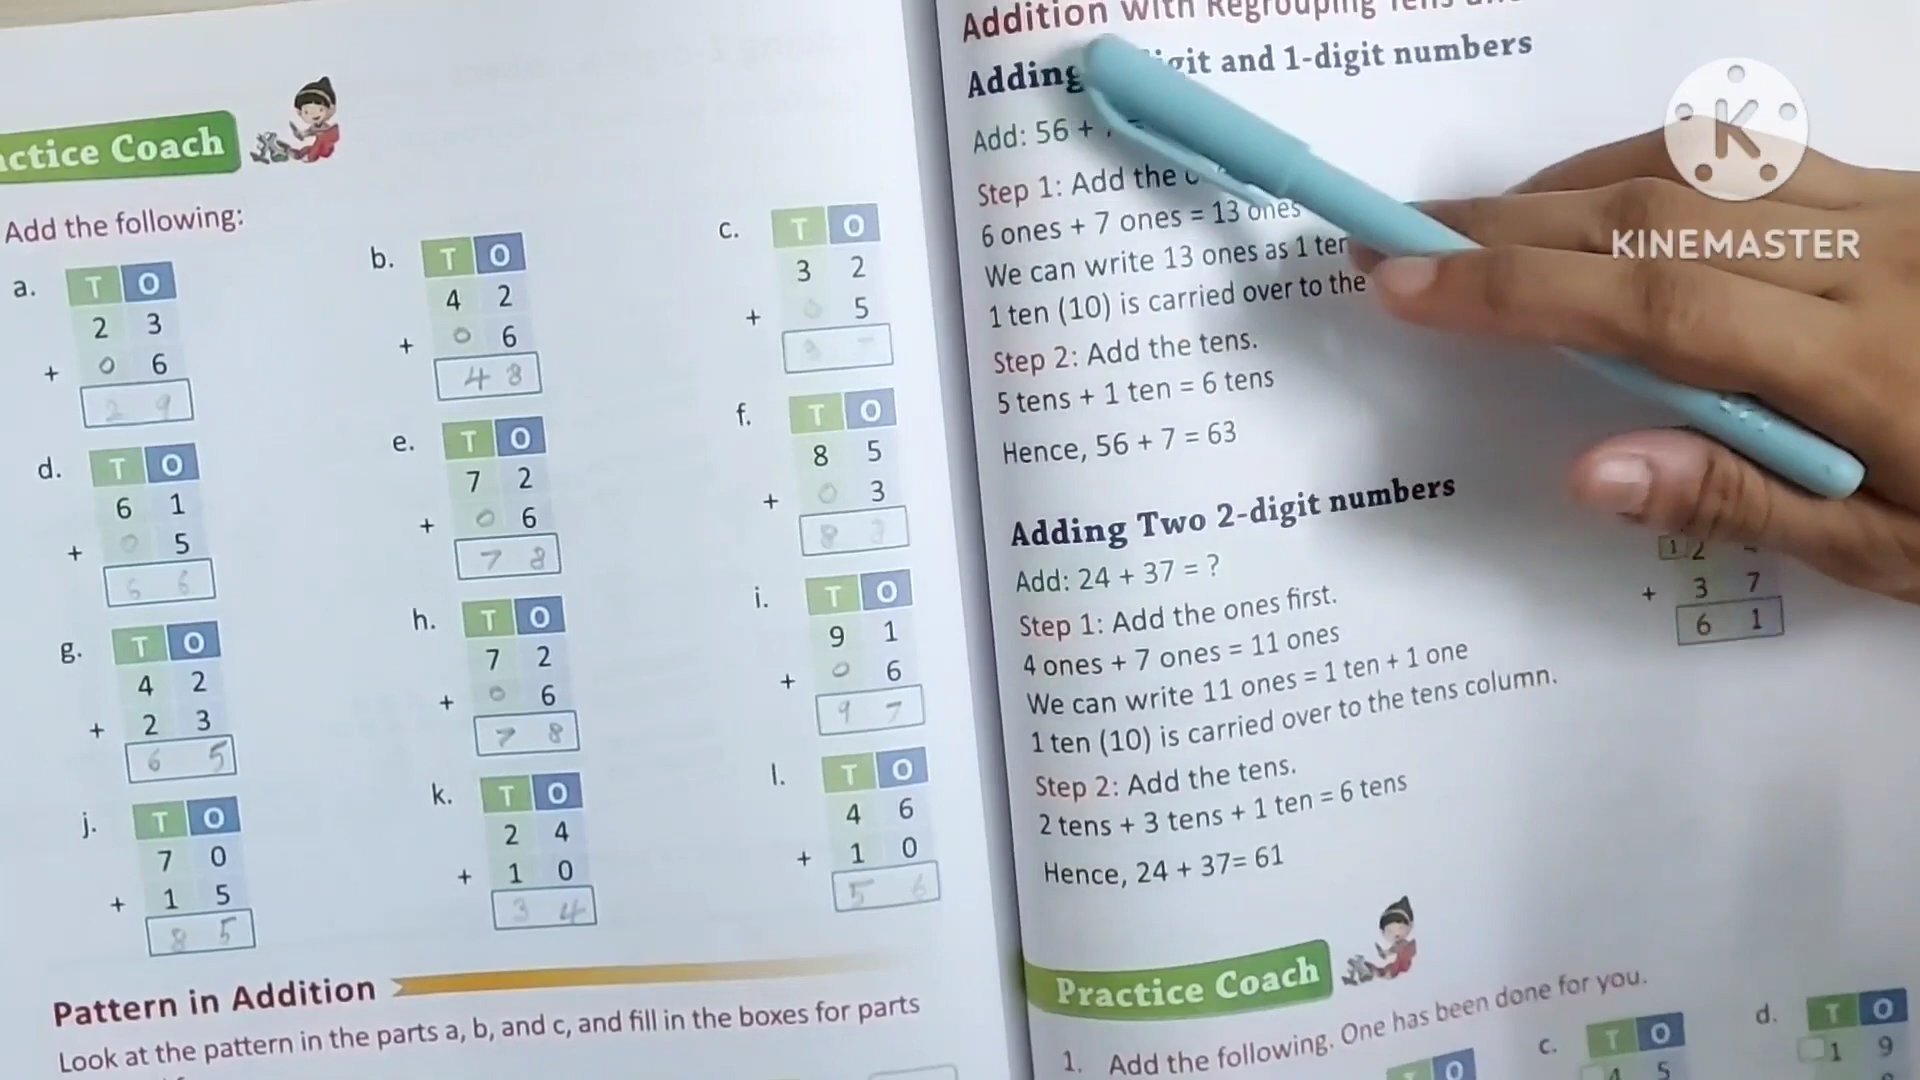 actice Coach
Add the following:
a. T O
2 3
+ 0 6
2 9
b. T O
4 2
+ 0 6
4 8
c. T O
3 2
+ 0 5
3
d. T O
6 1
+ 0 5
6 6
e. T O
7 2
+ 0 6
7 8
f. T O
8 5
+ 0 3
8
g. T O
4 2
+ 2 3
6 5
h. T O
7 2
+ 0 6
7 8
i. T O
9 1
+ 0 6
9 7
j. T O
7 0
+ 1 5
8 5
k. T O
2 4
+ 1 0
3 4
l. T O
4 6
+ 1 0
5 6
Pattern in Addition
Look at the pattern in the parts a, b, and c, and fill in the boxes for parts
Addition with Regrouping
Adding git and 1-digit numbers
Add: 56 +
Step 1: Add the
6 ones + 7 ones = 13 ones
We can write 13 ones as 1 ten
1 ten (10) is carried over to the
Step 2: Add the tens.
5 tens + 1 ten = 6 tens
Hence, 56 + 7 = 63
Adding Two 2-digit numbers
Add: 24 + 37 = ?
Step 1: Add the ones first.
4 ones + 7 ones = 11 ones
We can write 11 ones = 1 ten + 1 one
1 ten (10) is carried over to the tens column.
Step 2: Add the tens.
2 tens + 3 tens + 1 ten = 6 tens
Hence, 24 + 37= 61
1 2
+ 3 7
6 1
Practice Coach
1. Add the following. One has been done for you.
T O
c. T O
4 5
d. T O
1 9
K
KINEMASTER